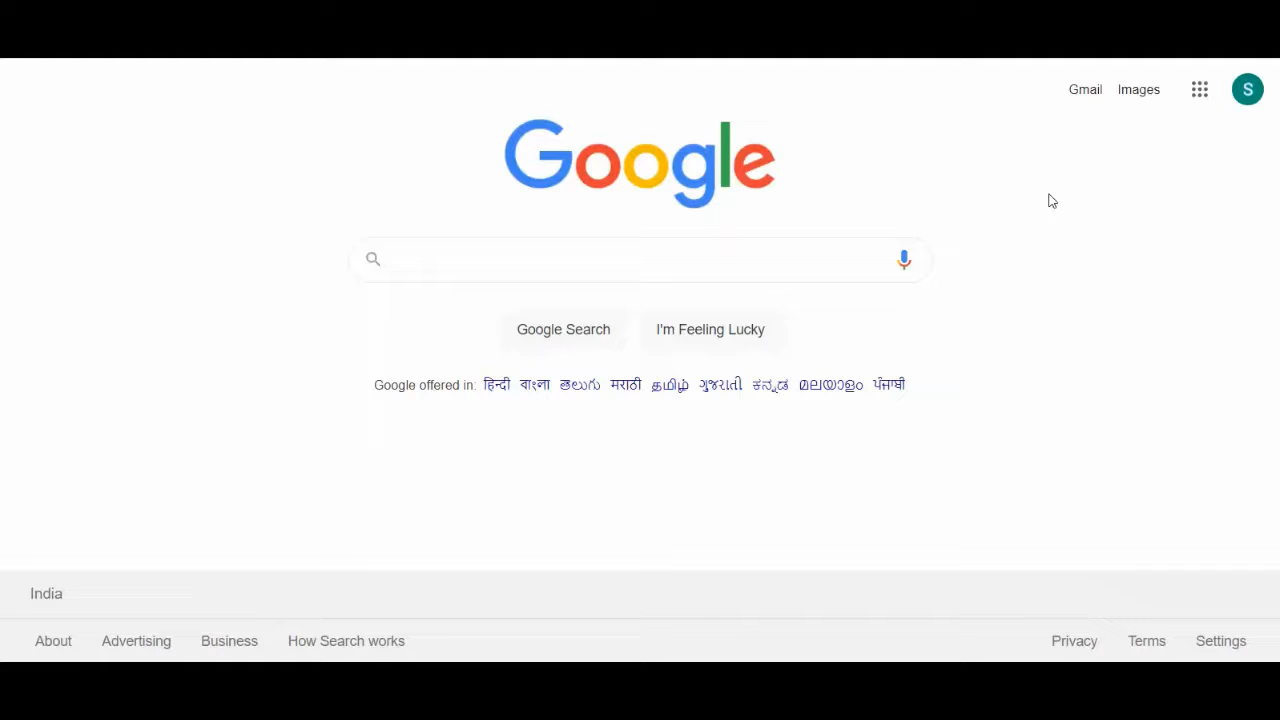 Gmail Images S
Google
Google Search I'm Feeling Lucky
Google offered in: हिन्दी বাংলা తెలుగు मराठी தமிழ் ગુજરાતી ಕನ್ನಡ മലയാളം ਪੰਜਾਬੀ
India
About Advertising Business How Search works Privacy Terms Settings